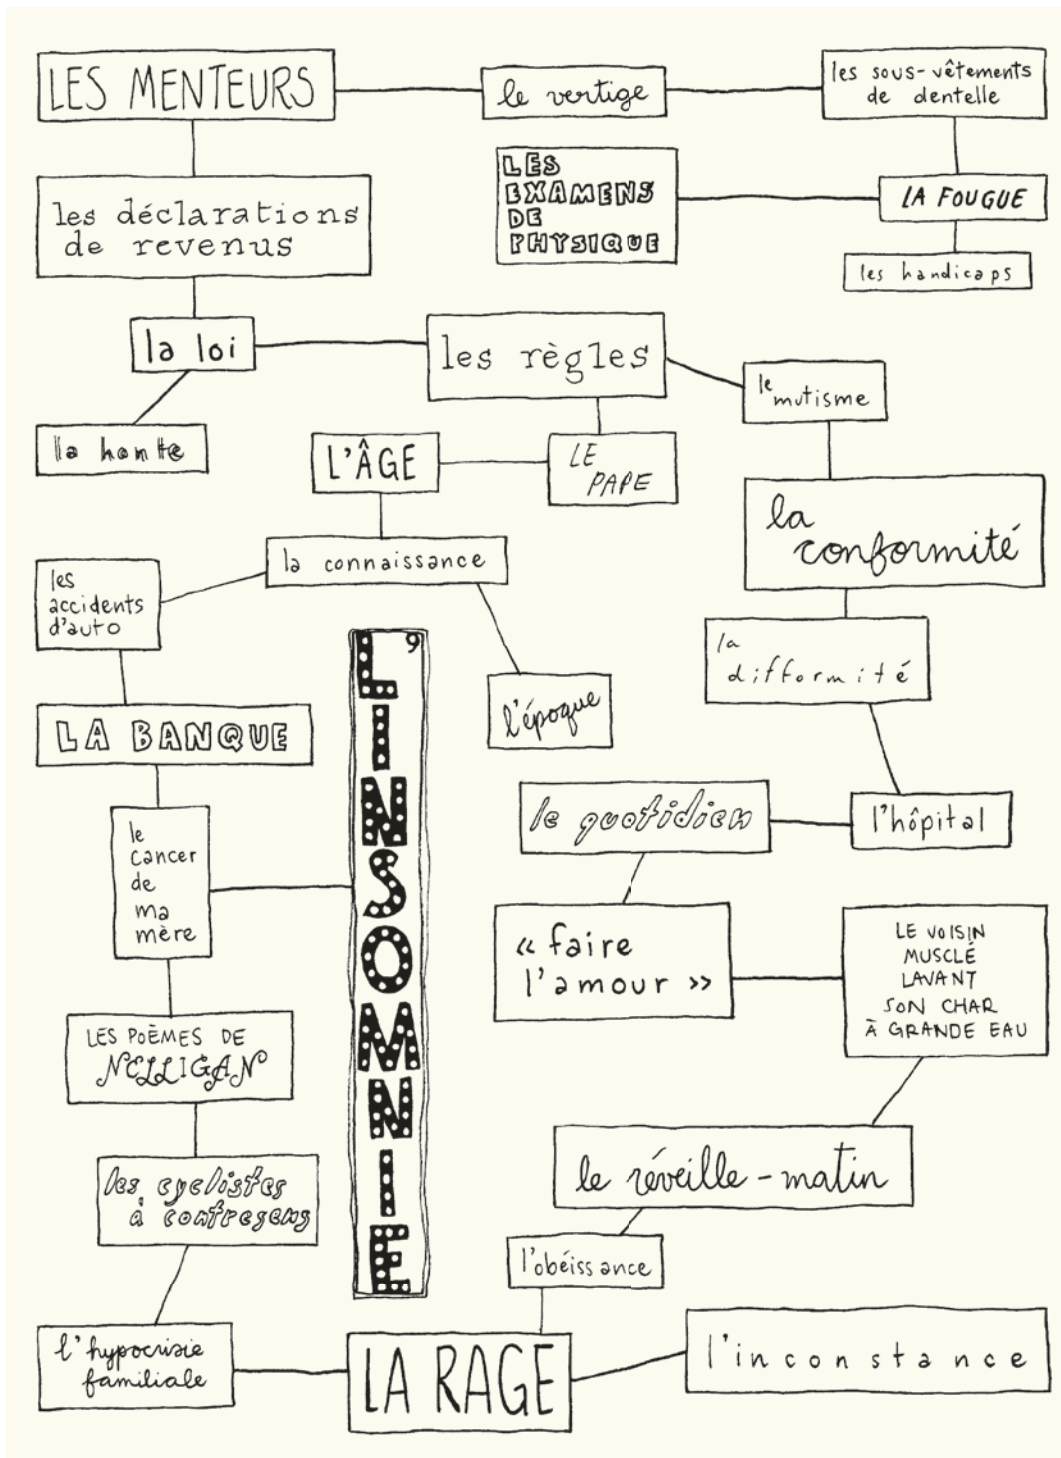 LES MENTEURS
le vertige
les sous-vêtements
de dentelle
LES
EXAMENS
DE
PHYSIQUE
LA FOUGUE
les handicaps
les déclarations
de revenus
la loi
les règles
le
mutisme
la honte
L'ÂGE
LE
PAPE
la
conformité
la connaissance
les
accidents
d'auto
la
difformité
l'époque
LA BANQUE
L'INSOMNIE
le quotidien
l'hôpital
le
cancer
de
ma
mère
« faire
l'amour »
LE VOISIN
MUSCLÉ
LAVANT
SON CHAR
À GRANDE EAU
LES POÈMES DE
NELLIGAN
les cyclistes
à contresens
le réveille-matin
l'obéissance
l'hypocrisie
familiale
LA RAGE
l'inconstance